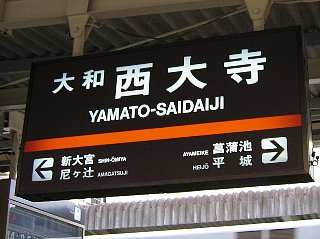 大和西大寺
YAMATO-SAIDAIJI
新大宮 SHIN-ŌMIYA
尼ヶ辻 AMAGATSUJI
AYAMEIKE 菖蒲池
HEIJŌ 平城